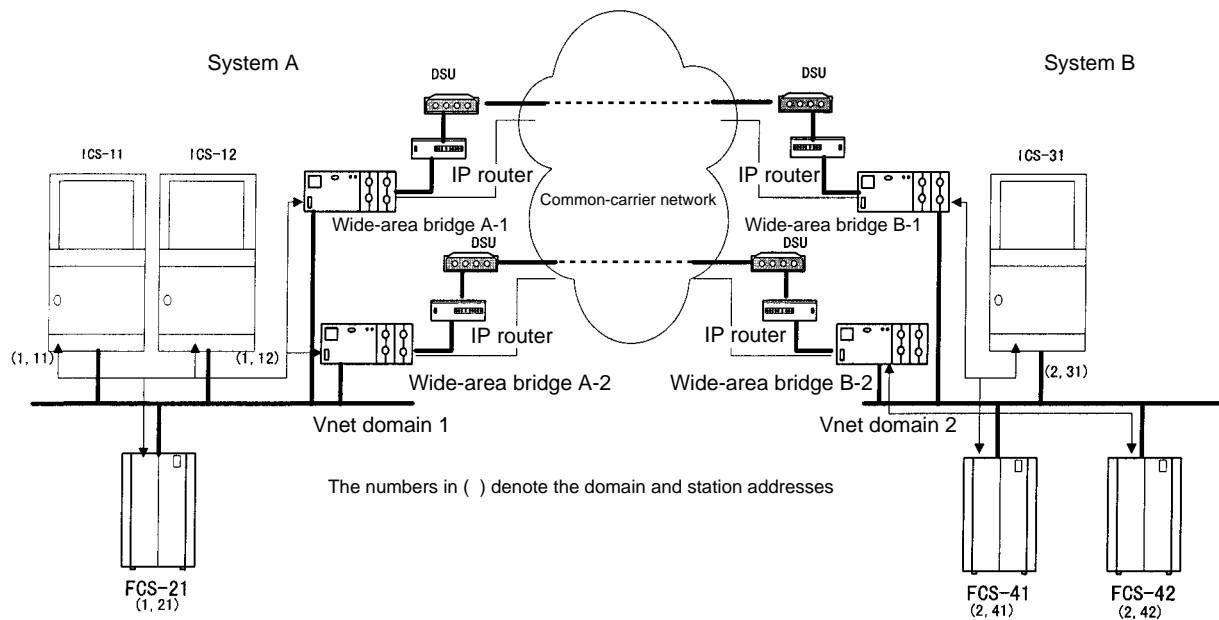 System A
System B
DSU
DSU
ICS-11
ICS-12
ICS-31
IP router
IP router
Common-carrier network
Wide-area bridge A-1
Wide-area bridge B-1
DSU
DSU
IP router
IP router
(1, 11)
(1, 12)
Wide-area bridge A-2
Wide-area bridge B-2
(2, 31)
Vnet domain 1
Vnet domain 2
The numbers in ( ) denote the domain and station addresses
FCS-21
(1, 21)
FCS-41
(2, 41)
FCS-42
(2, 42)